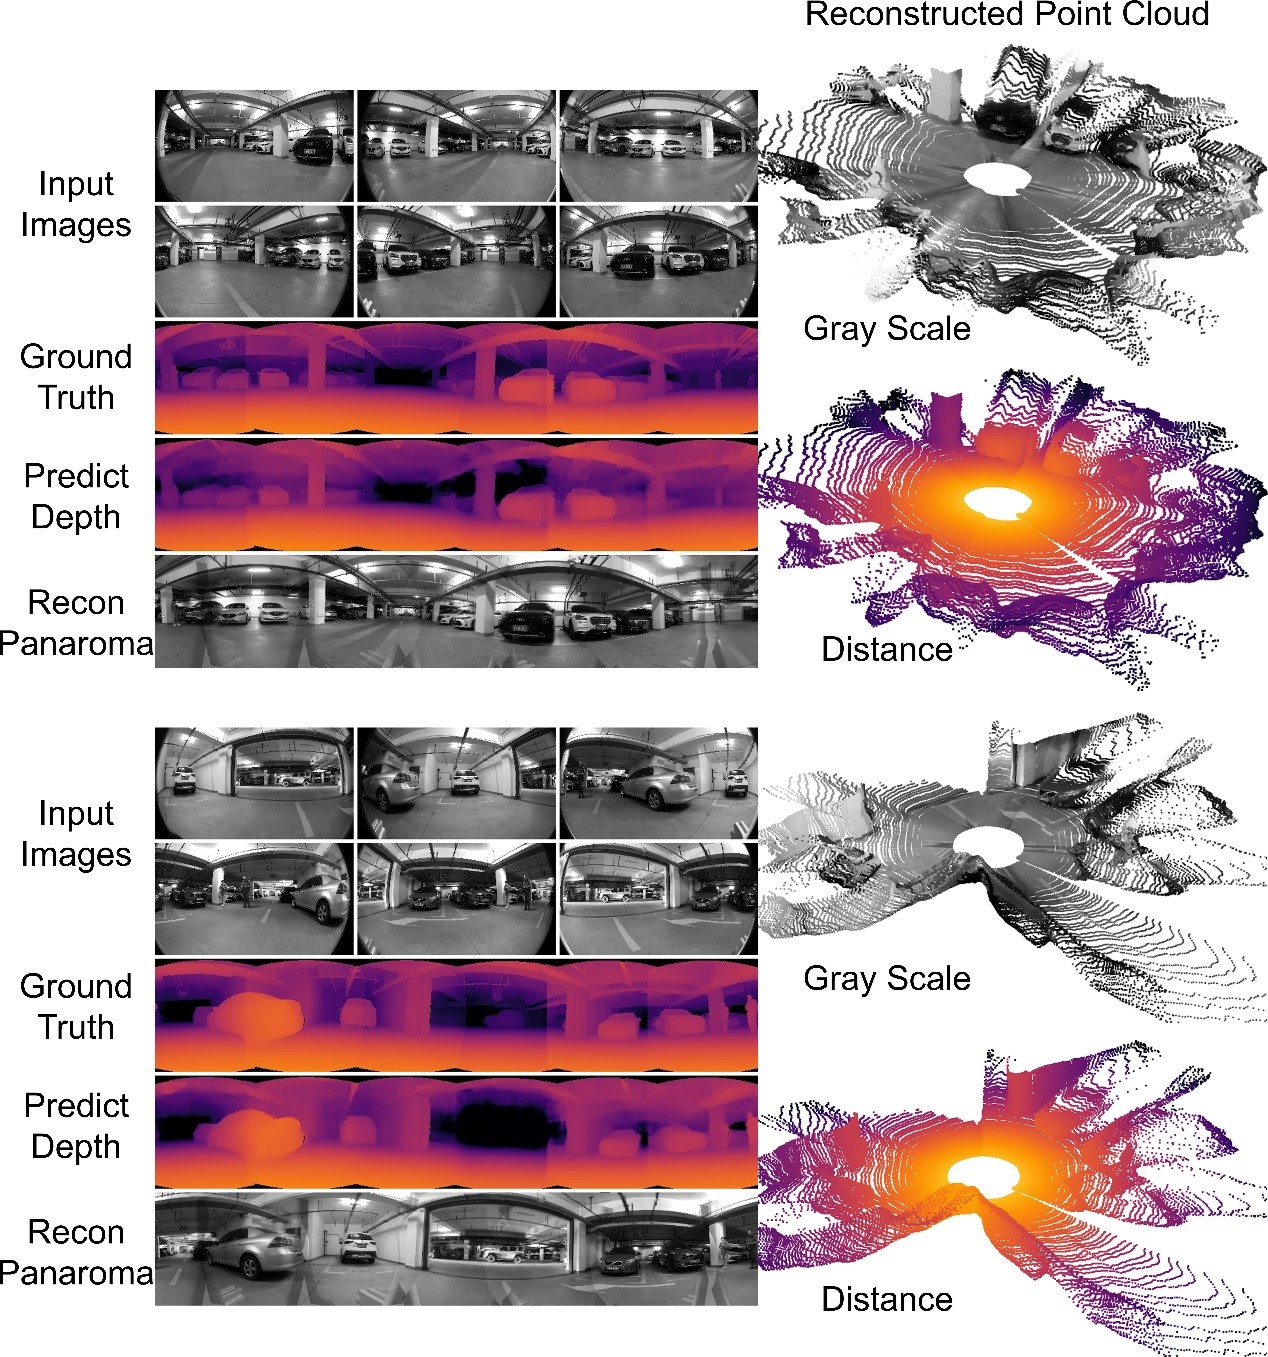 Reconstructed Point Cloud
Input
Images
Gray Scale
Ground
Truth
Predict
Depth
Recon
Panaroma
Distance
Input
Images
Gray Scale
Ground
Truth
Predict
Depth
Recon
Panaroma
Distance